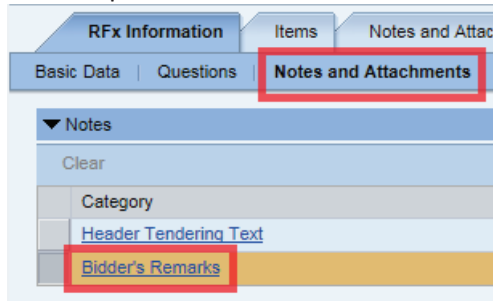 RFx Information Items Notes and Attac
Basic Data | Questions | Notes and Attachments
Notes
Clear
Category
Header Tendering Text
Bidder's Remarks